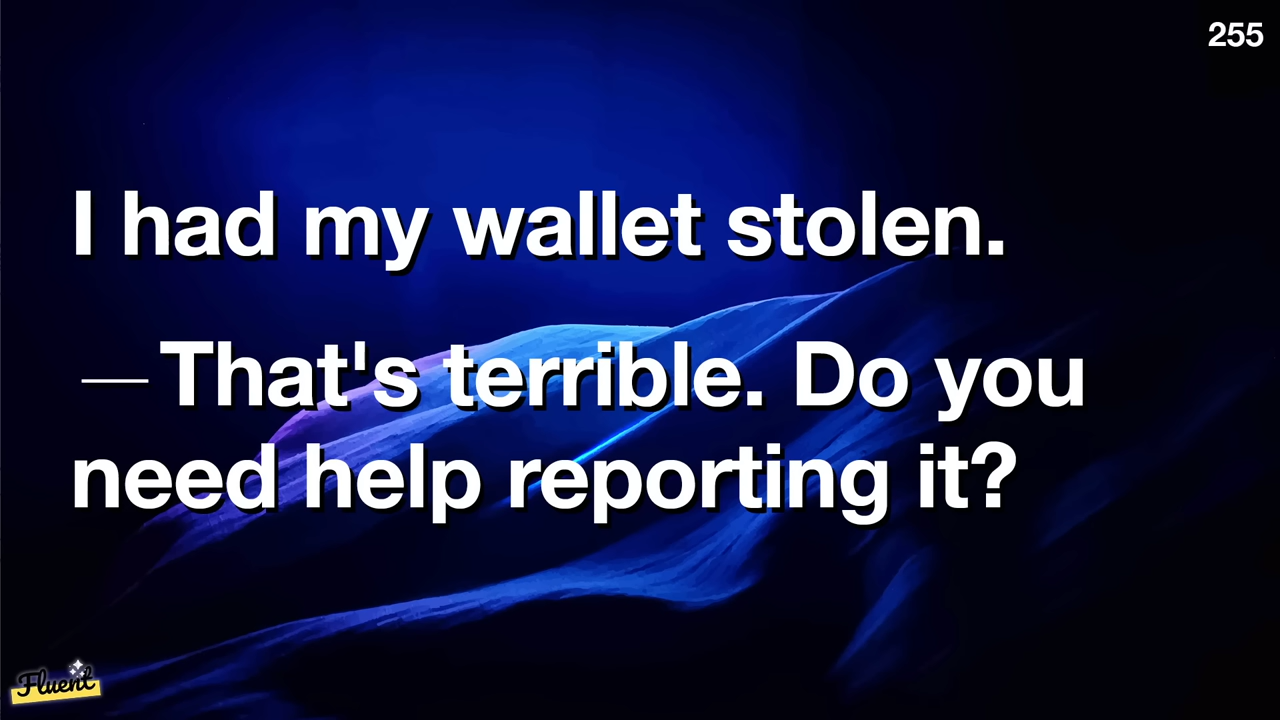 255
I had my wallet stolen.
— That's terrible. Do you
need help reporting it?
Fluent